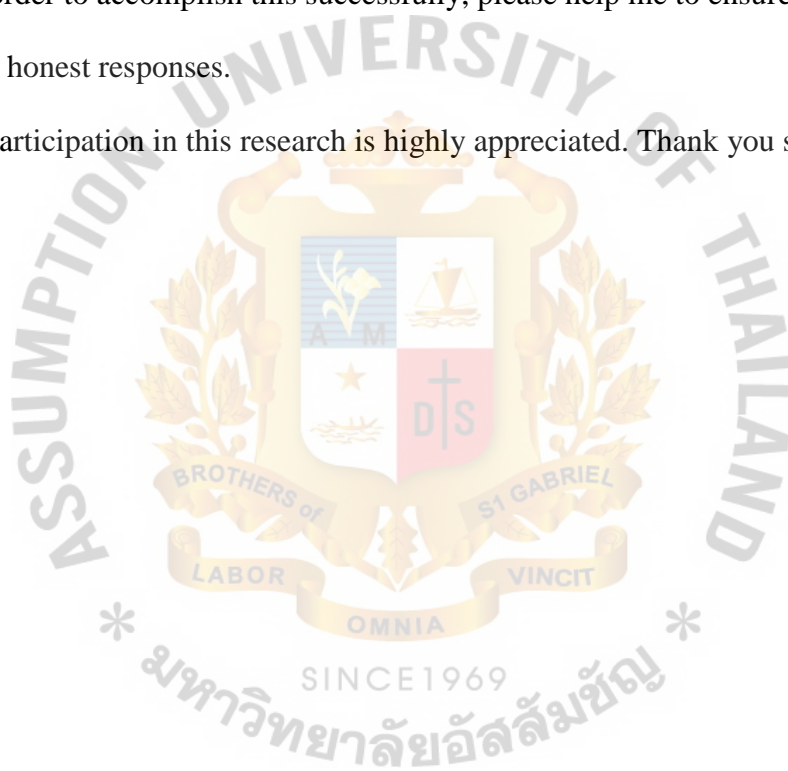 order to accomplish this successfully, please help me to ensure
honest responses.
articipation in this research is highly appreciated. Thank you s
ASSUMPTION UNIVERSITY OF THAILAND
A M
D S
BROTHERS of ST GABRIEL
LABOR OMNIA VINCIT
SINCE1969
มหาวิทยาลัยอัสสัมชัญ